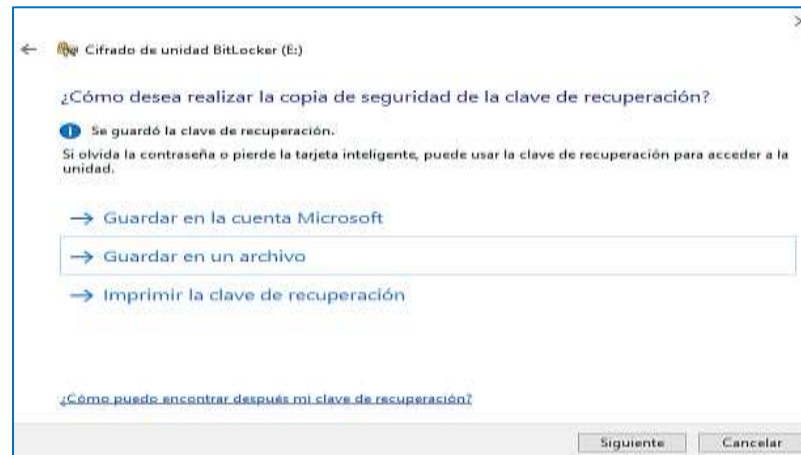 Cifrado de unidad BitLocker (E:)
¿Cómo desea realizar la copia de seguridad de la clave de recuperación?
Se guardó la clave de recuperación.
Si olvida la contraseña o pierde la tarjeta inteligente, puede usar la clave de recuperación para acceder a la
unidad.
Guardar en la cuenta Microsoft
Guardar en un archivo
Imprimir la clave de recuperación
¿Cómo puedo encontrar después mi clave de recuperación?
Siguiente Cancelar